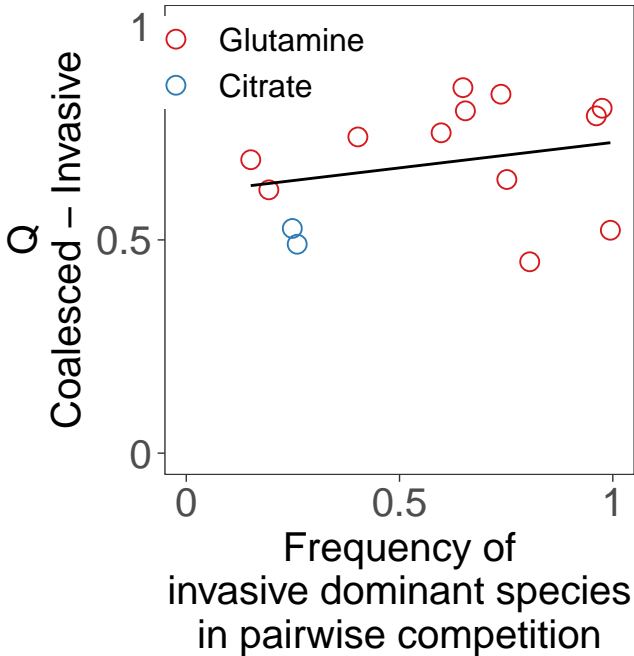 Glutamine
Citrate
Q
Coalesced – Invasive
1
0.5
0
0
0.5
1
Frequency of
invasive dominant species
in pairwise competition